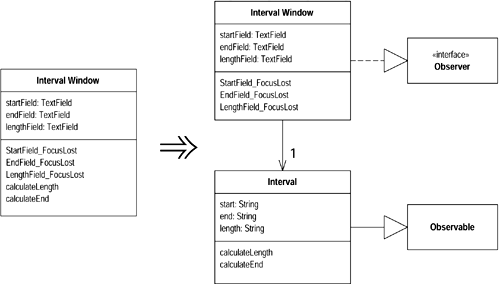 Interval Window
startField: TextField
endField: TextField
lengthField: TextField
StartField_FocusLost
EndField_FocusLost
LengthField_FocusLost
calculateLength
calculateEnd
Interval Window
startField: TextField
endField: TextField
lengthField: TextField
StartField_FocusLost
EndField_FocusLost
LengthField_FocusLost
«interface»
Observer
1
Interval
start: String
end: String
length: String
calculateLength
calculateEnd
Observable